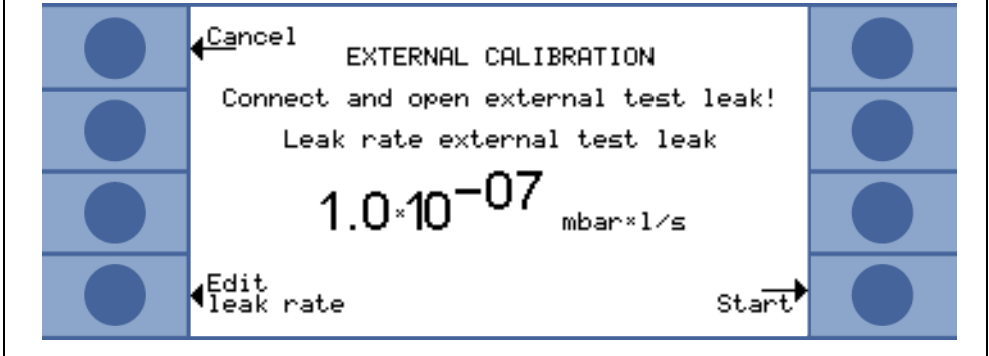 Cancel
EXTERNAL CALIBRATION
Connect and open external test leak!
Leak rate external test leak
1.0×10⁻⁰⁷ mbar×l/s
Edit
leak rate
Start